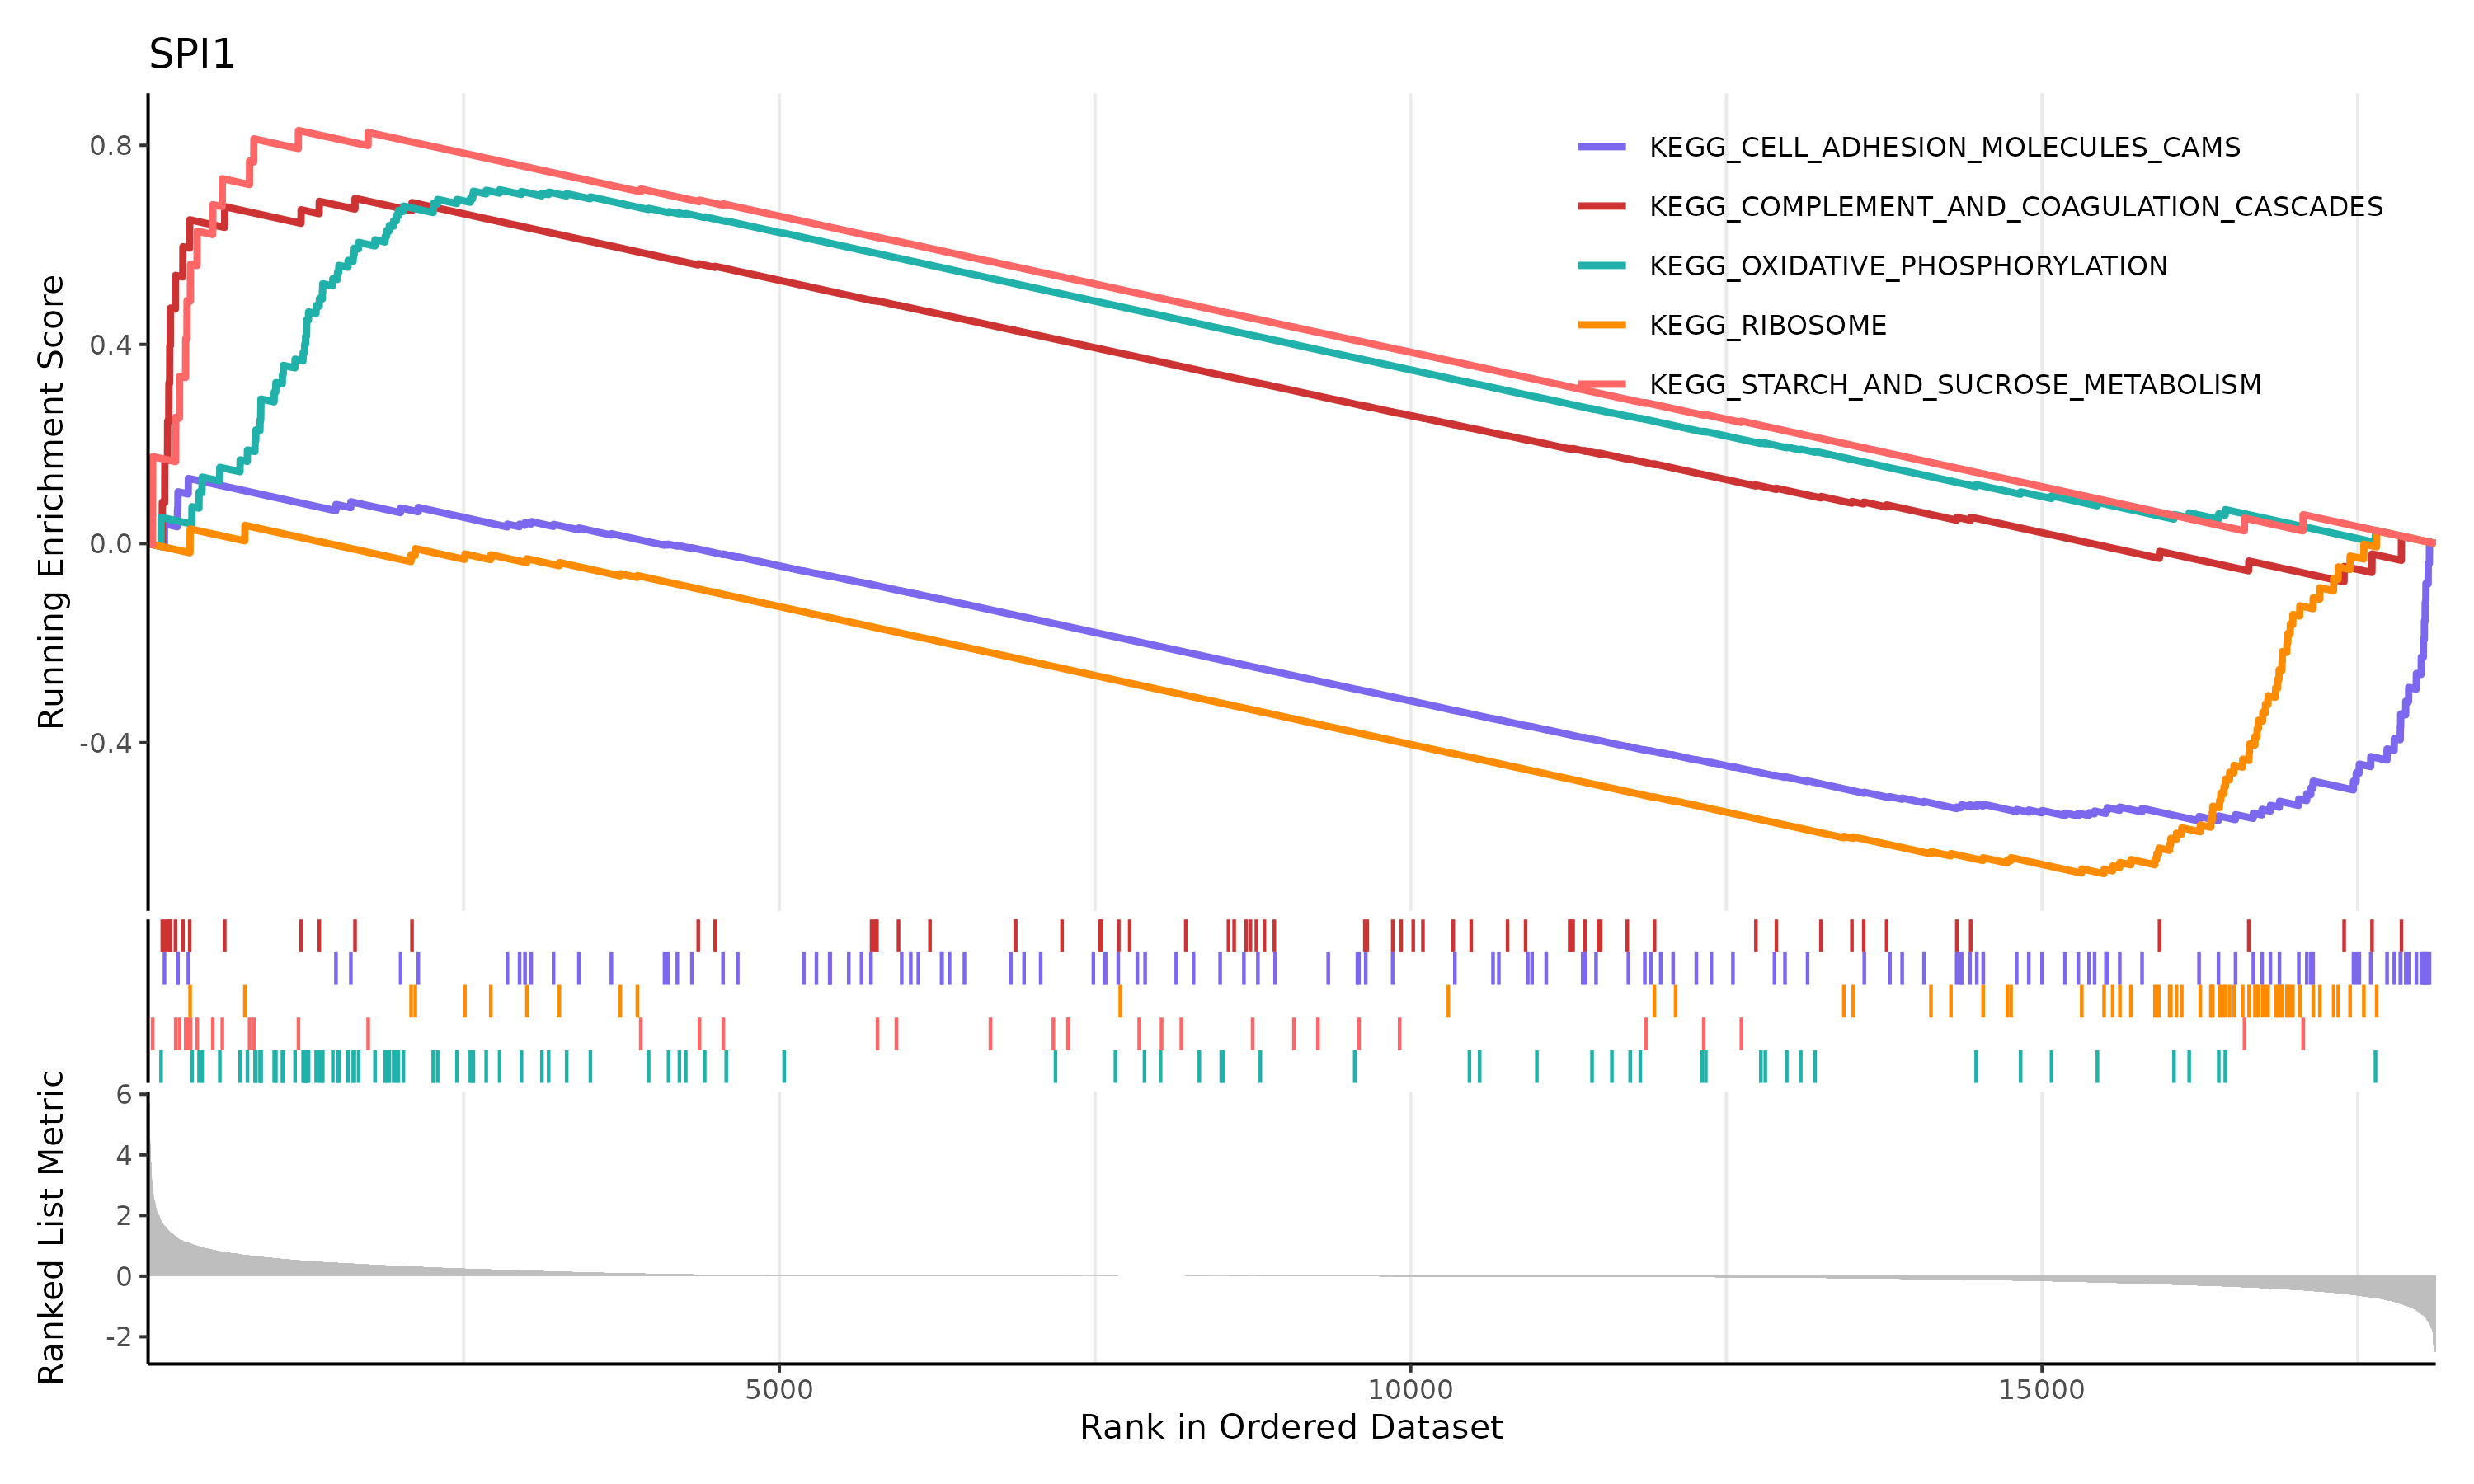 SPI1
Running Enrichment Score
0.8
0.4
0.0
-0.4
KEGG_CELL_ADHESION_MOLECULES_CAMS
KEGG_COMPLEMENT_AND_COAGULATION_CASCADES
KEGG_OXIDATIVE_PHOSPHORYLATION
KEGG_RIBOSOME
KEGG_STARCH_AND_SUCROSE_METABOLISM
Ranked List Metric
6
4
2
0
-2
5000 10000 15000
Rank in Ordered Dataset